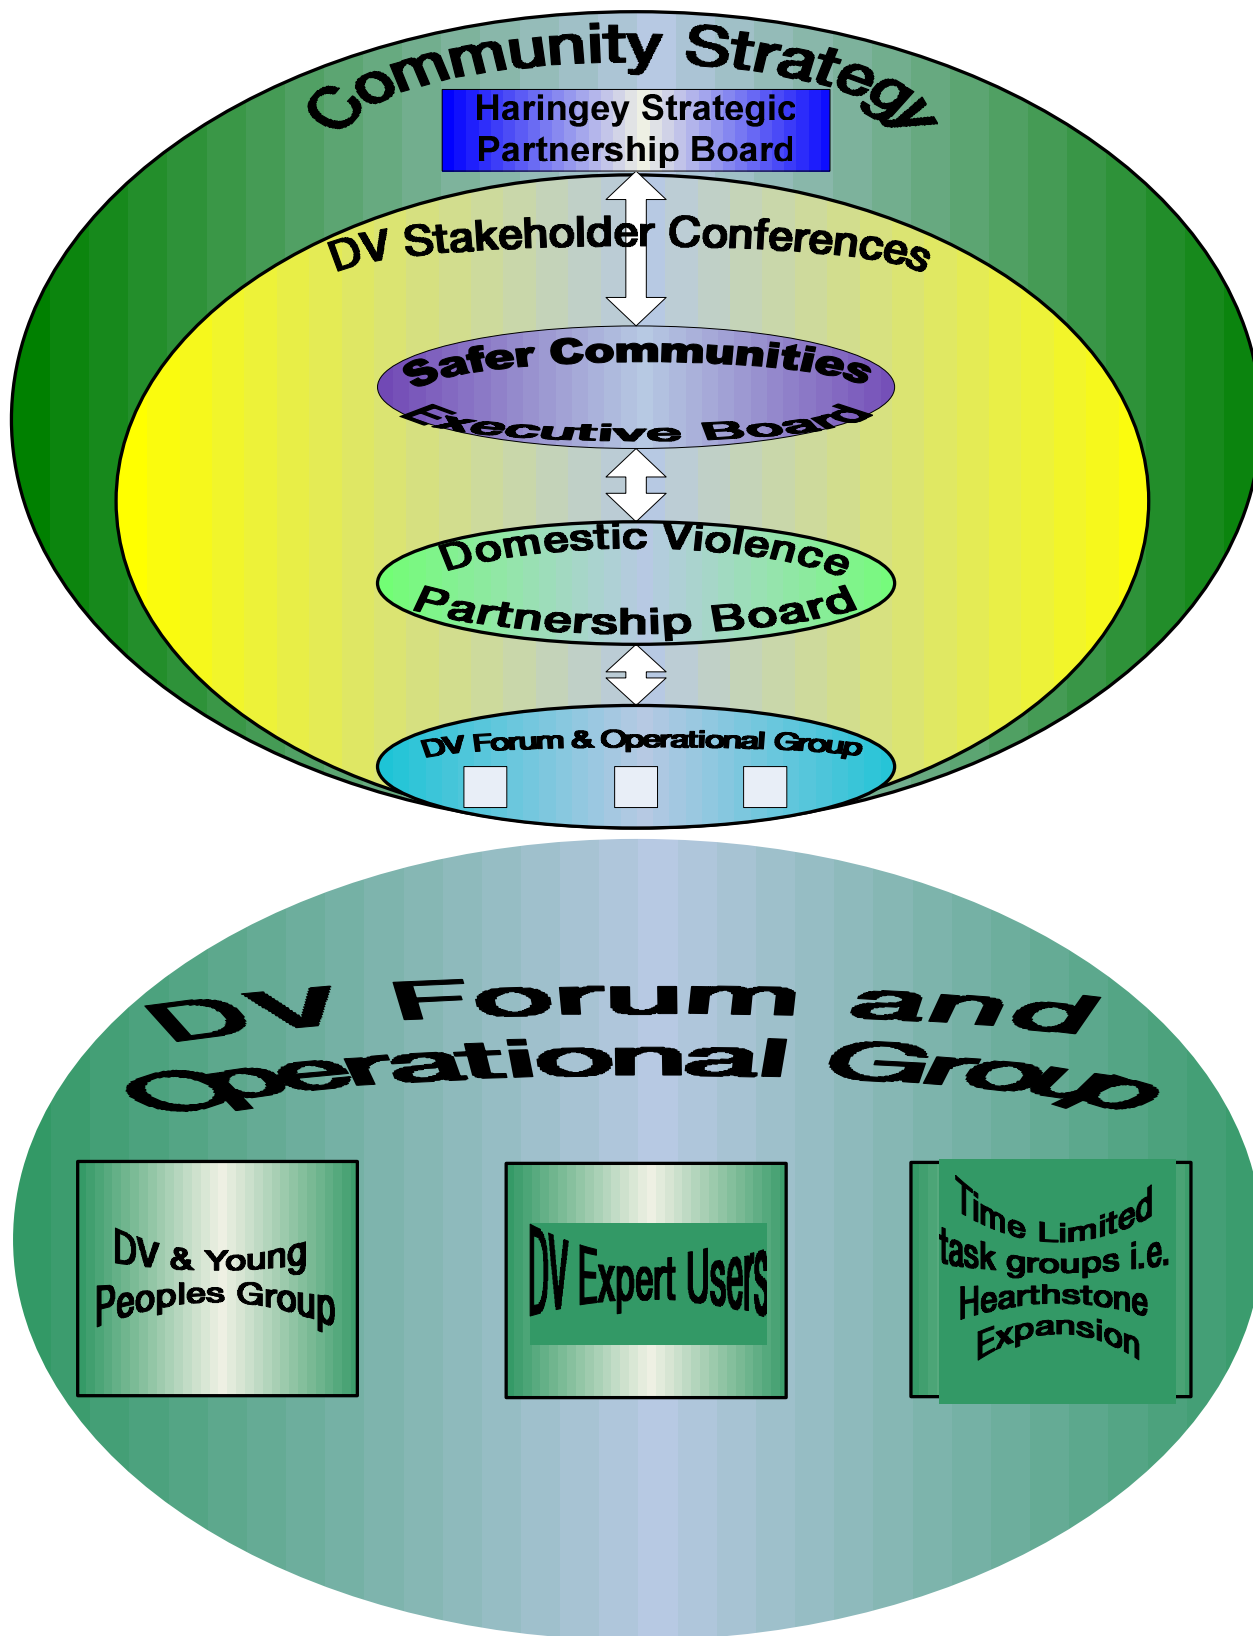 Community Strategy
Haringey Strategic
Partnership Board
DV Stakeholder Conferences
Safer Communities
Executive Board
Domestic Violence
Partnership Board
DV Forum & Operational Group
DV Forum and
Operational Group
DV & Young
Peoples Group
DV Expert Users
Time Limited
task groups i.e.
Hearthstone
Expansion